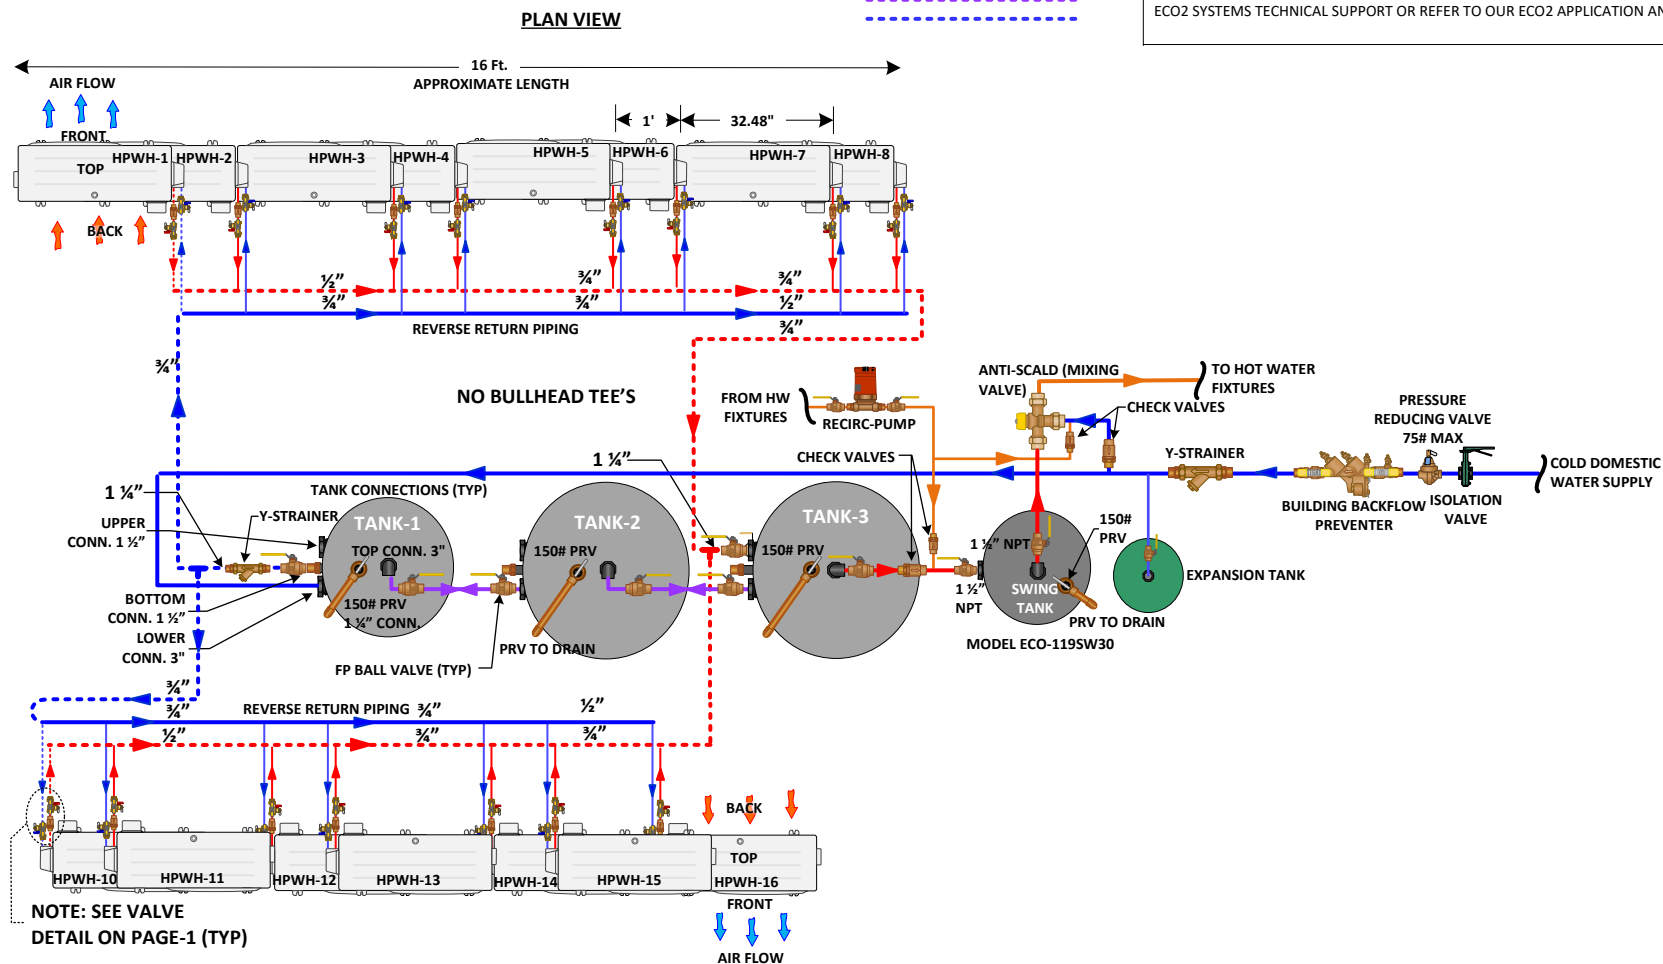 PLAN VIEW
ECO2 SYSTEMS TECHNICAL SUPPORT OR REFER TO OUR ECO2 APPLICATION AN
16 Ft.
APPROXIMATE LENGTH
AIR FLOW
FRONT
TOP
BACK
1'
32.48"
HPWH-1
HPWH-2
HPWH-3
HPWH-4
HPWH-5
HPWH-6
HPWH-7
HPWH-8
½”
¾”
¾”
¾”
¾”
½”
REVERSE RETURN PIPING
¾”
¾”
NO BULLHEAD TEE’S
FROM HW
FIXTURES
RECIRC-PUMP
ANTI-SCALD (MIXING
VALVE)
TO HOT WATER
FIXTURES
CHECK VALVES
PRESSURE
REDUCING VALVE
75# MAX
Y-STRAINER
COLD DOMESTIC
WATER SUPPLY
BUILDING BACKFLOW
PREVENTER
ISOLATION
VALVE
CHECK VALVES
1 ¼”
1 ¼”
TANK CONNECTIONS (TYP)
UPPER
CONN. 1 ½”
Y-STRAINER
TANK-1
TOP CONN. 3"
150# PRV
1 ¼” CONN.
TANK-2
150# PRV
TANK-3
150# PRV
1 ½” NPT
1 ½”
NPT
SWING
TANK
150#
PRV
EXPANSION TANK
PRV TO DRAIN
MODEL ECO-119SW30
BOTTOM
CONN. 1 ½”
LOWER
CONN. 3"
PRV TO DRAIN
FP BALL VALVE (TYP)
¾”
¾”
REVERSE RETURN PIPING
¾”
½”
½”
¾”
¾”
BACK
TOP
HPWH-10
HPWH-11
HPWH-12
HPWH-13
HPWH-14
HPWH-15
HPWH-16
FRONT
AIR FLOW
NOTE: SEE VALVE
DETAIL ON PAGE-1 (TYP)